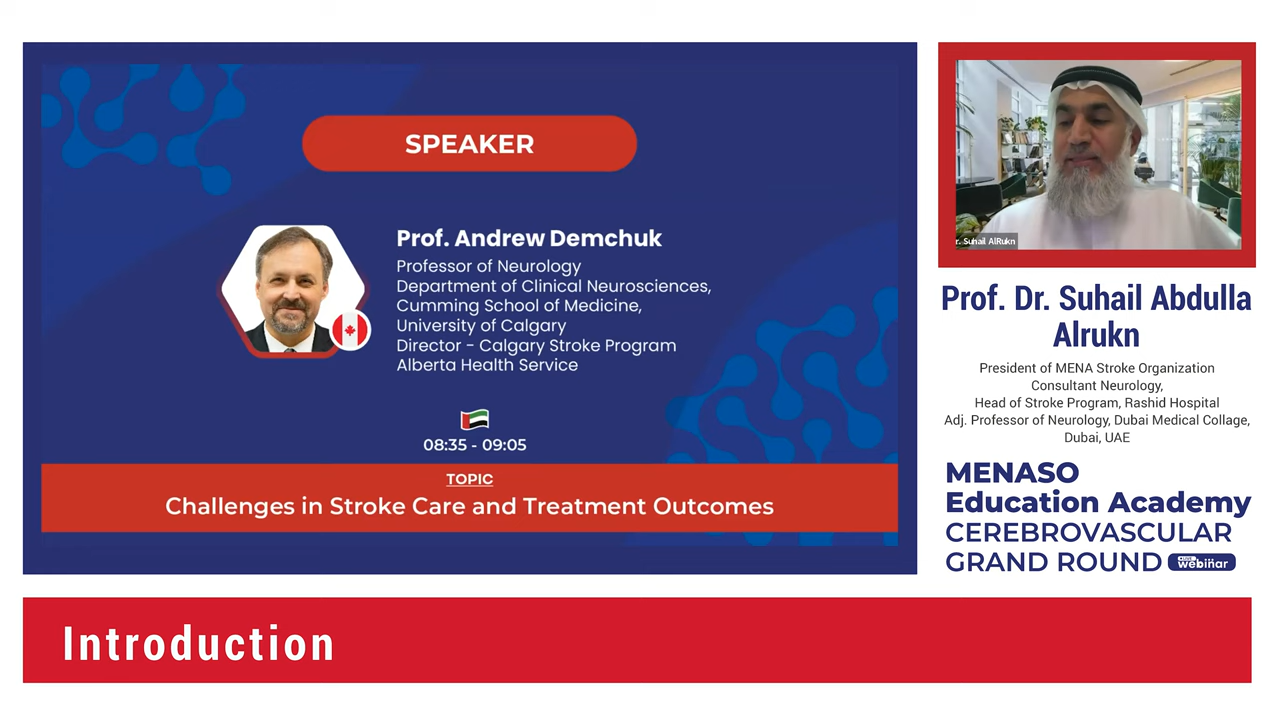 SPEAKER
Prof. Andrew Demchuk
Professor of Neurology
Department of Clinical Neurosciences,
Cumming School of Medicine,
University of Calgary
Director - Calgary Stroke Program
Alberta Health Service
08:35 - 09:05
TOPIC
Challenges in Stroke Care and Treatment Outcomes
r. Suhail AlRukn
Prof. Dr. Suhail Abdulla
Alrukn
President of MENA Stroke Organization
Consultant Neurology,
Head of Stroke Program, Rashid Hospital
Adj. Professor of Neurology, Dubai Medical Collage,
Dubai, UAE
MENASO
Education Academy
CEREBROVASCULAR
GRAND ROUND
LIVE
webinar
Introduction